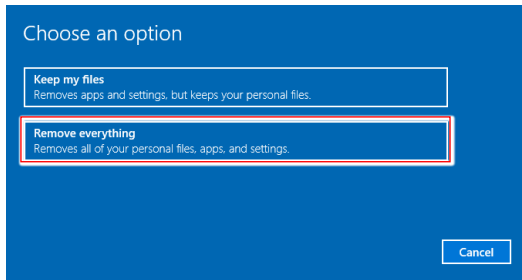 Choose an option
Keep my files
Removes apps and settings, but keeps your personal files.
Remove everything
Removes all of your personal files, apps, and settings.
Cancel